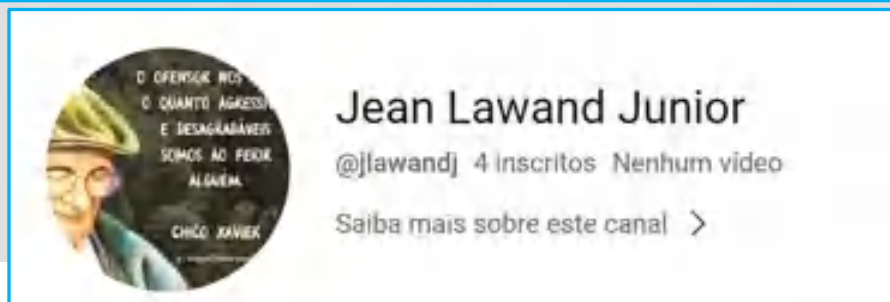 O OFENSOR NOS
O QUANTO
E DESAGRADÁVEIS
SOMOS AO FERIR
ALGUÉM.
CHICO XAVIER
Jean Lawand Junior
@jlawandj 4 inscritos Nenhum vídeo
Saiba mais sobre este canal >